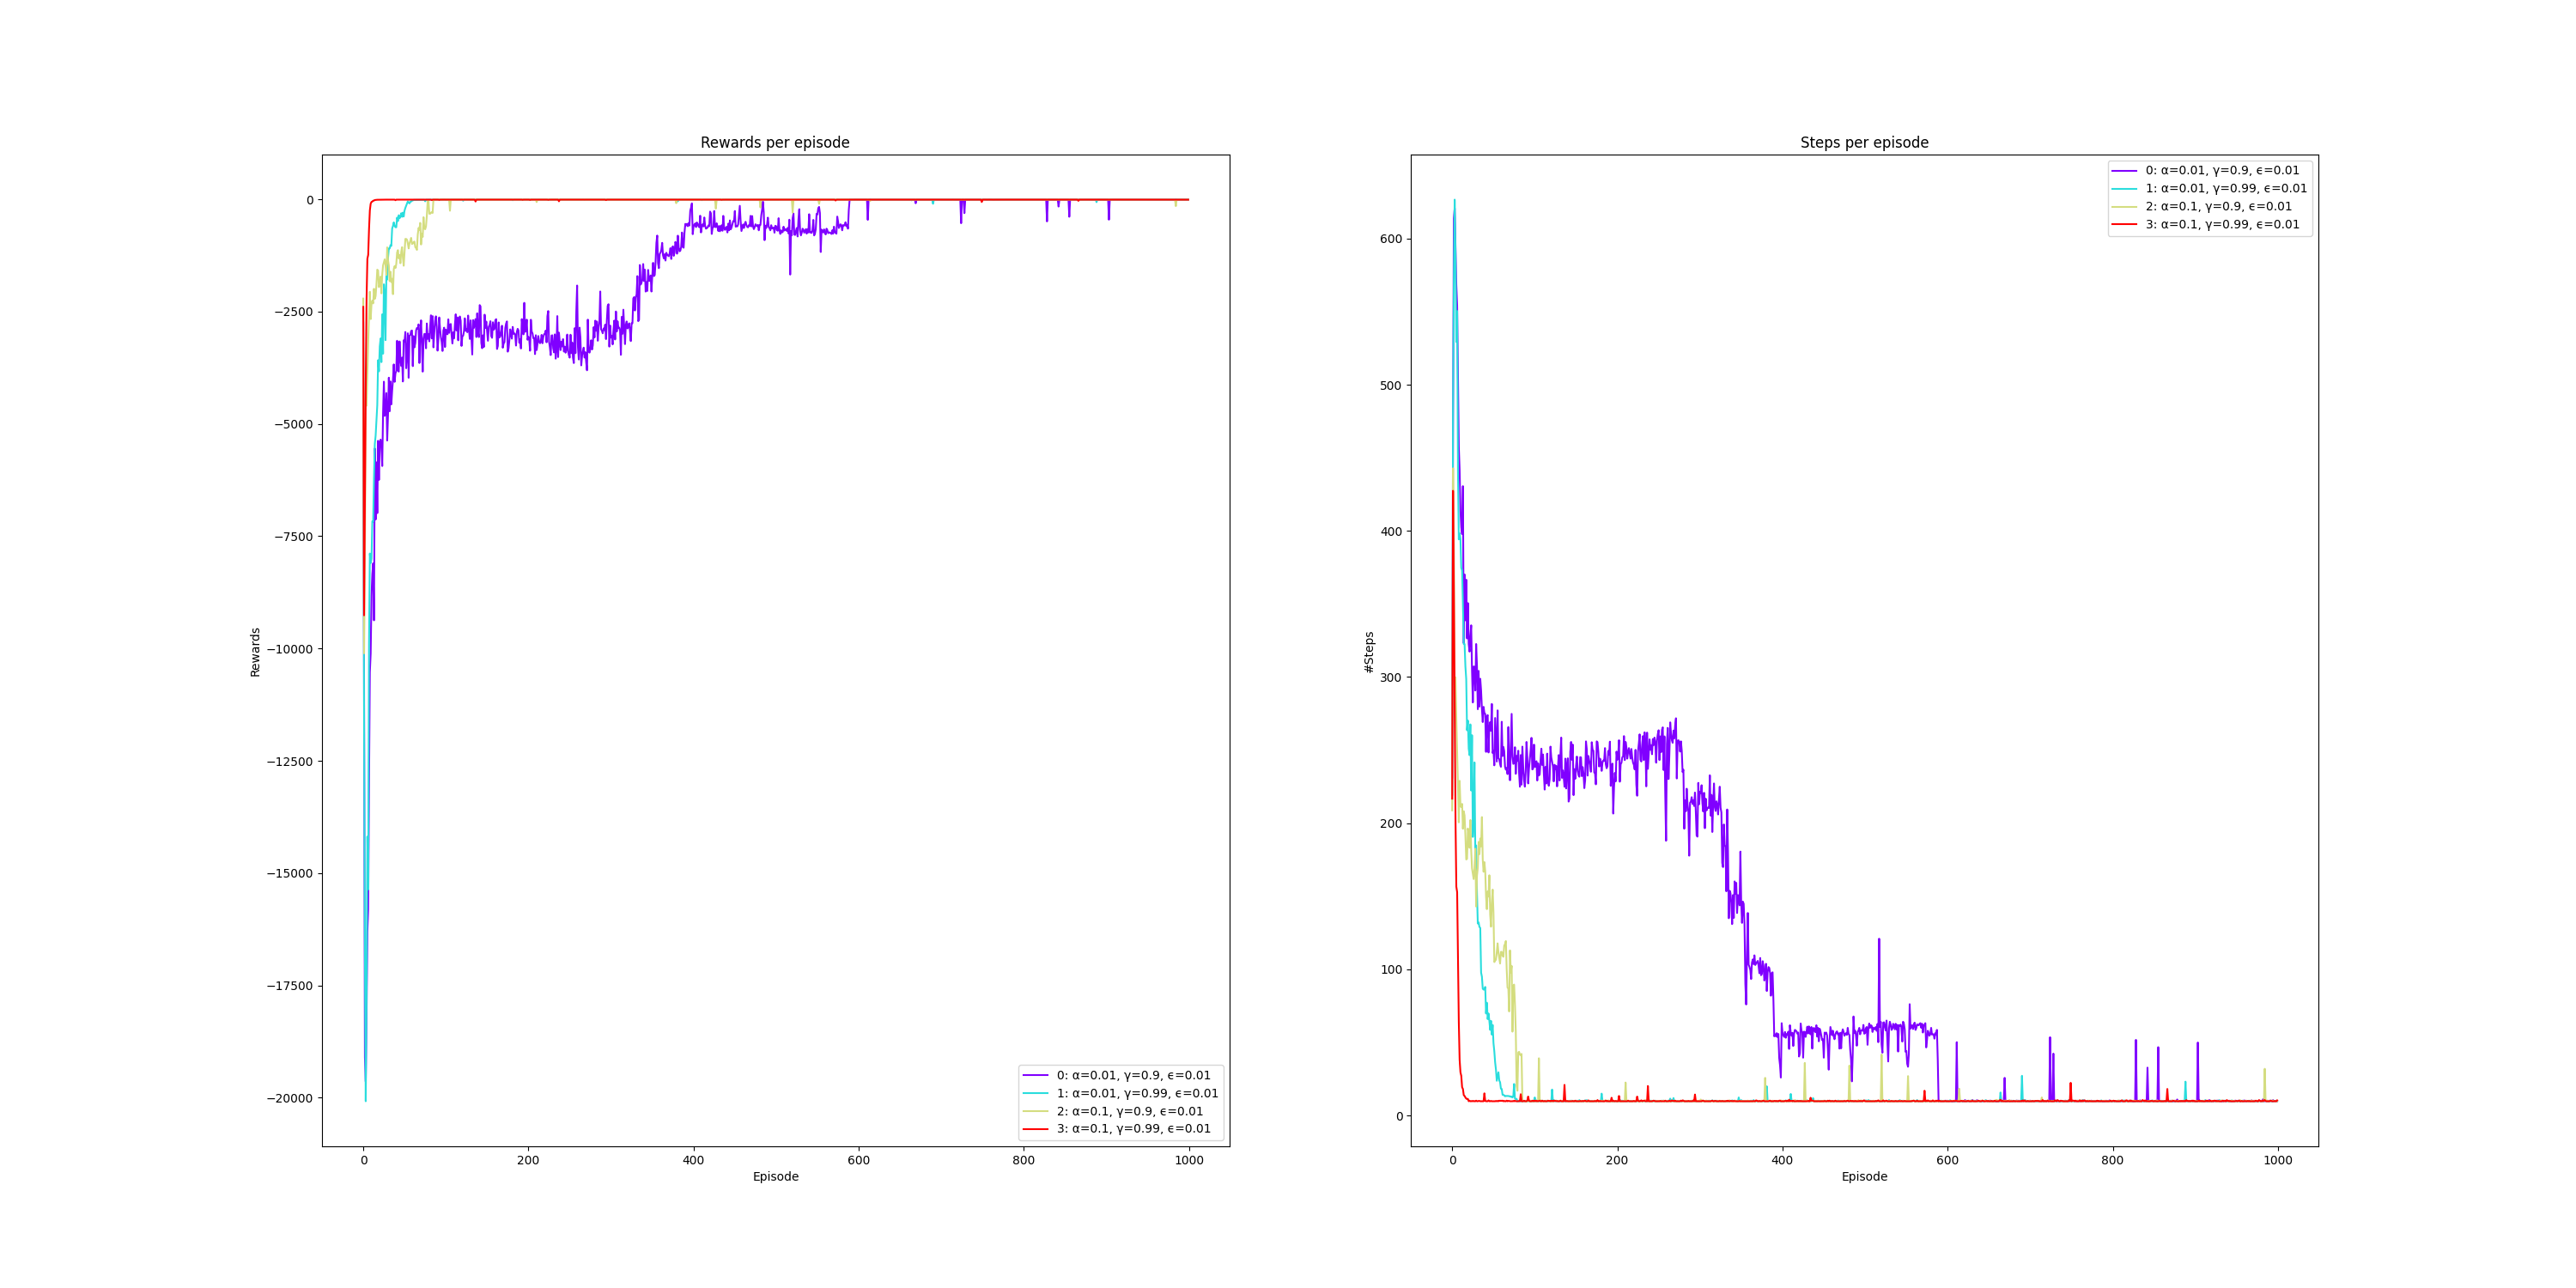 Rewards per episode
Rewards
0
−2500
−5000
−7500
−10000
−12500
−15000
−17500
−20000
0: α=0.01, γ=0.9, ϵ=0.01
1: α=0.01, γ=0.99, ϵ=0.01
2: α=0.1, γ=0.9, ϵ=0.01
3: α=0.1, γ=0.99, ϵ=0.01
0 200 400 600 800 1000
Episode
Steps per episode
#Steps
0: α=0.01, γ=0.9, ϵ=0.01
1: α=0.01, γ=0.99, ϵ=0.01
2: α=0.1, γ=0.9, ϵ=0.01
3: α=0.1, γ=0.99, ϵ=0.01
600
500
400
300
200
100
0
0 200 400 600 800 1000
Episode